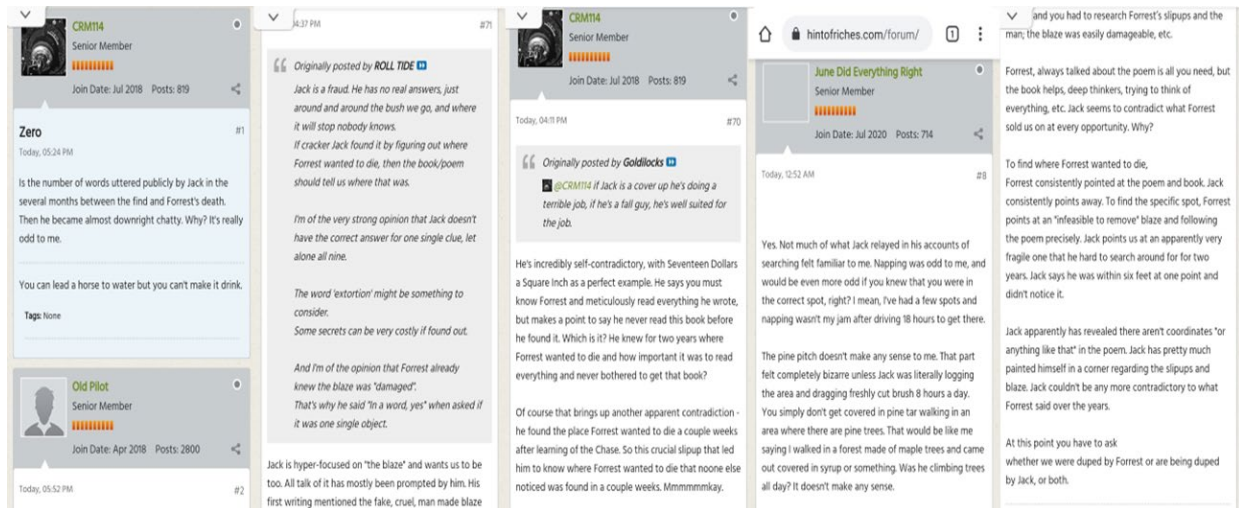 CRM114
Senior Member
Join Date: Jul 2018 Posts: 819
Zero
#1
Today, 05:24 PM
Is the number of words uttered publicly by Jack in the
several months between the find and Forrest's death.
Then he became almost downright chatty. Why? It's really
odd to me.
You can lead a horse to water but you can't make it drink.
Tags: None
Old Pilot
Senior Member
Join Date: Apr 2018 Posts: 2800
Today, 05:52 PM
#2
4:37 PM
#71
Originally posted by ROLL TIDE
Jack is a fraud. He has no real answers, just
around and around the bush we go, and where
it will stop nobody knows.
If cracker Jack found it by figuring out where
Forrest wanted to die, then the book/poem
should tell us where that was.
I'm of the very strong opinion that Jack doesn't
have the correct answer for one single clue, let
alone all nine.
The word 'extortion' might be something to
consider.
Some secrets can be very costly if found out.
And I'm of the opinion that Forrest already
knew the blaze was "damaged".
That's why he said "In a word, yes" when asked if
it was one single object.
Jack is hyper-focused on "the blaze" and wants us to be
too. All talk of it has mostly been prompted by him. His
first writing mentioned the fake, cruel, man made blaze
CRM114
Senior Member
Join Date: Jul 2018 Posts: 819
Today, 04:11 PM
#70
Originally posted by Goldilocks
@CRM114 if Jack is a cover up he's doing a
terrible job, if he's a fall guy, he's well suited for
the job.
He's incredibly self-contradictory, with Seventeen Dollars
a Square Inch as a perfect example. He says you must
know Forrest and meticulously read everything he wrote,
but makes a point to say he never read this book before
he found it. Which is it? He knew for two years where
Forrest wanted to die and how important it was to read
everything and never bothered to get that book?
Of course that brings up another apparent contradiction -
he found the place Forrest wanted to die a couple weeks
after learning of the Chase. So this crucial slipup that led
him to know where Forrest wanted to die that noone else
noticed was found in a couple weeks. Mmmmmmkay.
hintofriches.com/forum/
1
June Did Everything Right
Senior Member
Join Date: Jul 2020 Posts: 714
Today, 12:52 AM
#8
Yes. Not much of what Jack relayed in his accounts of
searching felt familiar to me. Napping was odd to me, and
would be even more odd if you knew that you were in
the correct spot, right? I mean, I've had a few spots and
napping wasn't my jam after driving 18 hours to get there.
The pine pitch doesn't make any sense to me. That part
felt completely bizarre unless Jack was literally logging
the area and dragging freshly cut brush 8 hours a day.
You simply don't get covered in pine tar walking in an
area where there are pine trees. That would be like me
saying I walked in a forest made of maple trees and came
out covered in syrup or something. Was he climbing trees
all day? It doesn't make any sense.
and you had to research Forrest's slipups and the
man; the blaze was easily damageable, etc.
Forrest, always talked about the poem is all you need, but
the book helps, deep thinkers, trying to think of
everything, etc. Jack seems to contradict what Forrest
sold us on at every opportunity. Why?
To find where Forrest wanted to die,
Forrest consistently pointed at the poem and book. Jack
consistently points away. To find the specific spot, Forrest
points at an "infeasible to remove" blaze and following
the poem precisely. Jack points us at an apparently very
fragile one that he hard to search around for for two
years. Jack says he was within six feet at one point and
didn't notice it.
Jack apparently has revealed there aren't coordinates "or
anything like that" in the poem. Jack has pretty much
painted himself in a corner regarding the slipups and
blaze. Jack couldn't be any more contradictory to what
Forrest said over the years.
At this point you have to ask
whether we were duped by Forrest or are being duped
by Jack, or both.